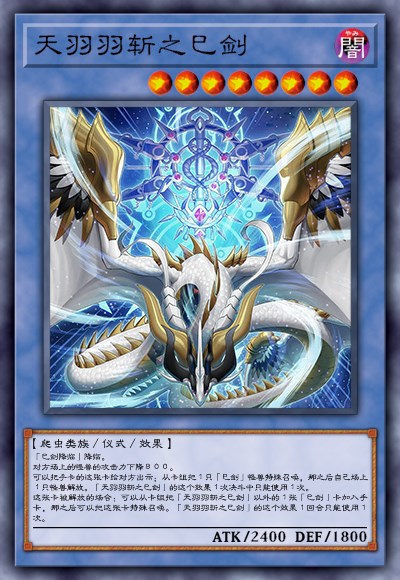 天羽羽斩之巳剑
やみ
闇
【爬虫类族／仪式／效果】
「巳剑降临」降临。
对方场上的怪兽的攻击力下降８００。
可以把手卡的这张卡给对方出示，从卡组把１只「巳剑」怪兽特殊召唤，那之后自己场上
１只怪兽解放。「天羽羽斩之巳剑」的这个效果１次决斗中只能使用１次。
这张卡被解放的场合，可以从卡组把「天羽羽斩之巳剑」以外的１张「巳剑」卡加入手
卡，那之后可以把这张卡特殊召唤。「天羽羽斩之巳剑」的这个效果１回合只能使用１
次。
ATK/2400 DEF/1800